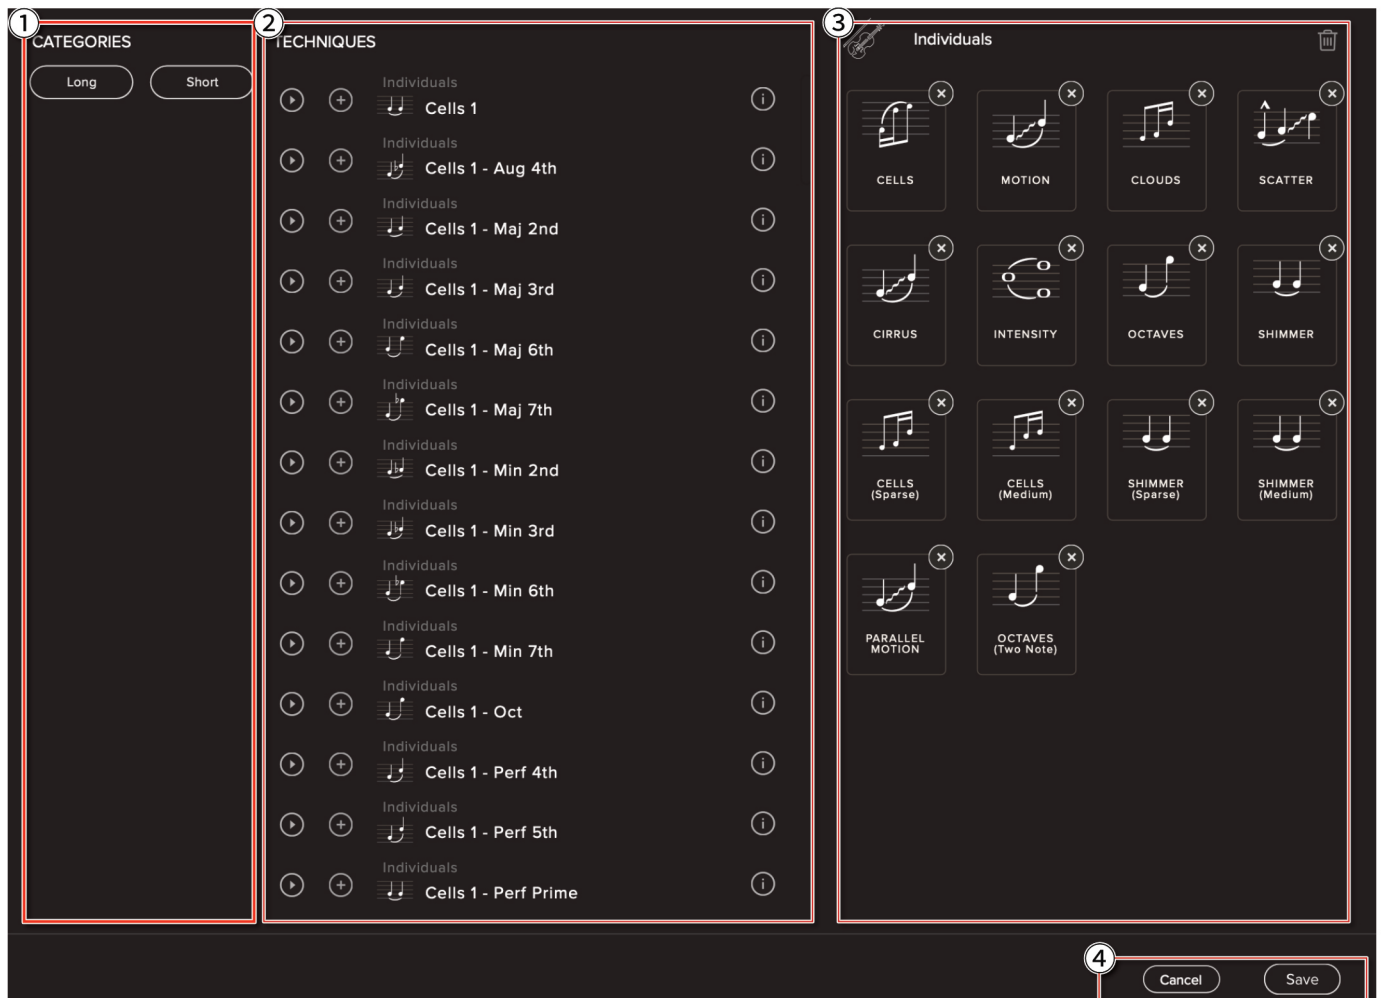 1
CATEGORIES
Long
Short
2
TECHNIQUES
Individuals
Cells 1
Individuals
Cells 1 - Aug 4th
Individuals
Cells 1 - Maj 2nd
Individuals
Cells 1 - Maj 3rd
Individuals
Cells 1 - Maj 6th
Individuals
Cells 1 - Maj 7th
Individuals
Cells 1 - Min 2nd
Individuals
Cells 1 - Min 3rd
Individuals
Cells 1 - Min 6th
Individuals
Cells 1 - Min 7th
Individuals
Cells 1 - Oct
Individuals
Cells 1 - Perf 4th
Individuals
Cells 1 - Perf 5th
Individuals
Cells 1 - Perf Prime
3
Individuals
CELLS
MOTION
CLOUDS
SCATTER
CIRRUS
INTENSITY
OCTAVES
SHIMMER
CELLS
(Sparse)
CELLS
(Medium)
SHIMMER
(Sparse)
SHIMMER
(Medium)
PARALLEL
MOTION
OCTAVES
(Two Note)
4
Cancel
Save